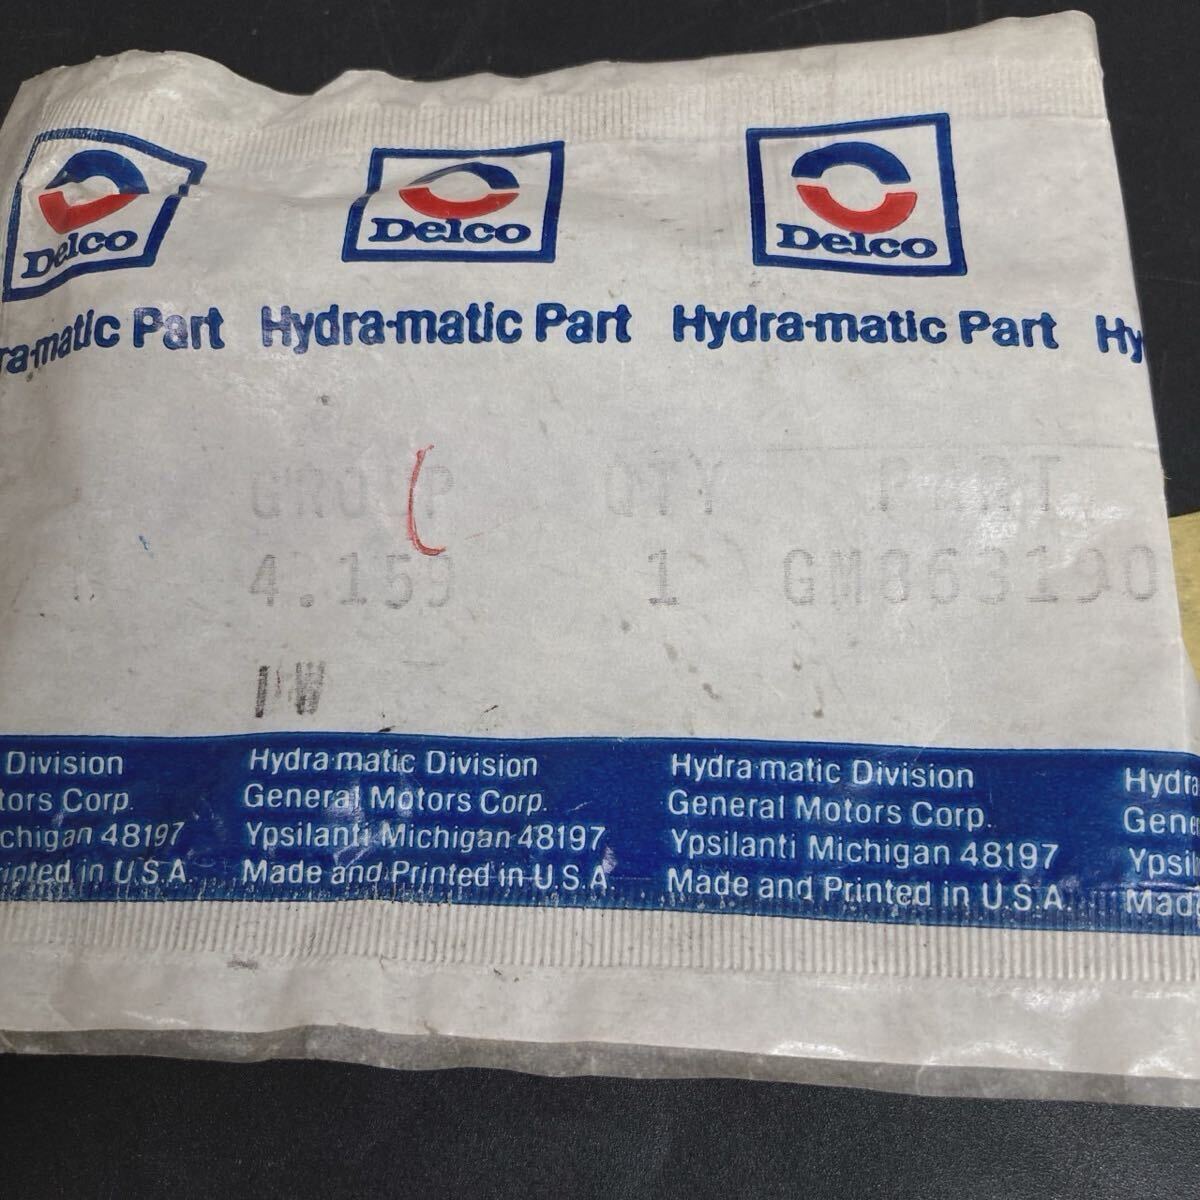 Delco Delco Delco
ra-matic Part Hydra-matic Part Hydra-matic Part Hy
GROUP QTY PART
4.159 1 GM863190
Division Hydra-matic Division Hydra-matic Division Hydra
tors Corp. General Motors Corp. General Motors Corp. Gene
chigan 48197 Ypsilanti Michigan 48197 Ypsilanti Michigan 48197 Ypsil
inted in U.S.A. Made and Printed in U.S.A. Made and Printed in U.S.A. Made